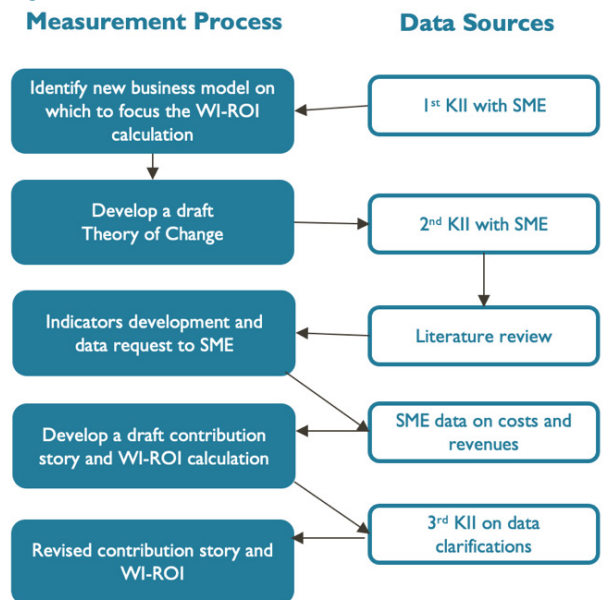 Measurement Process
Data Sources
Identify new business model on
which to focus the WI-ROI
calculation
1st KII with SME
Develop a draft
Theory of Change
2nd KII with SME
Indicators development and
data request to SME
Literature review
Develop a draft contribution
story and WI-ROI calculation
SME data on costs and
revenues
Revised contribution story and
WI-ROI
3rd KII on data
clarifications